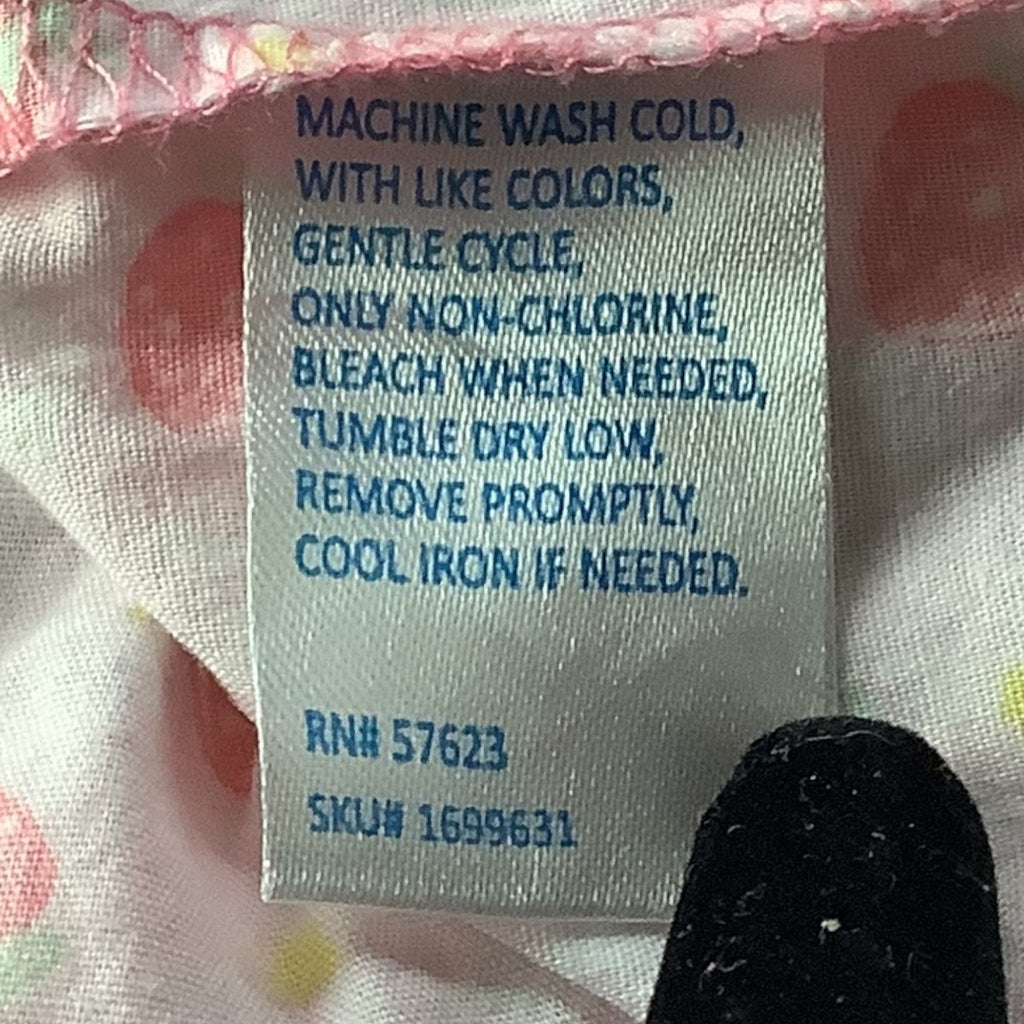 MACHINE WASH COLD,
WITH LIKE COLORS,
GENTLE CYCLE,
ONLY NON-CHLORINE,
BLEACH WHEN NEEDED,
TUMBLE DRY LOW,
REMOVE PROMPTLY,
COOL IRON IF NEEDED.
RN# 57623
SKU# 1699631